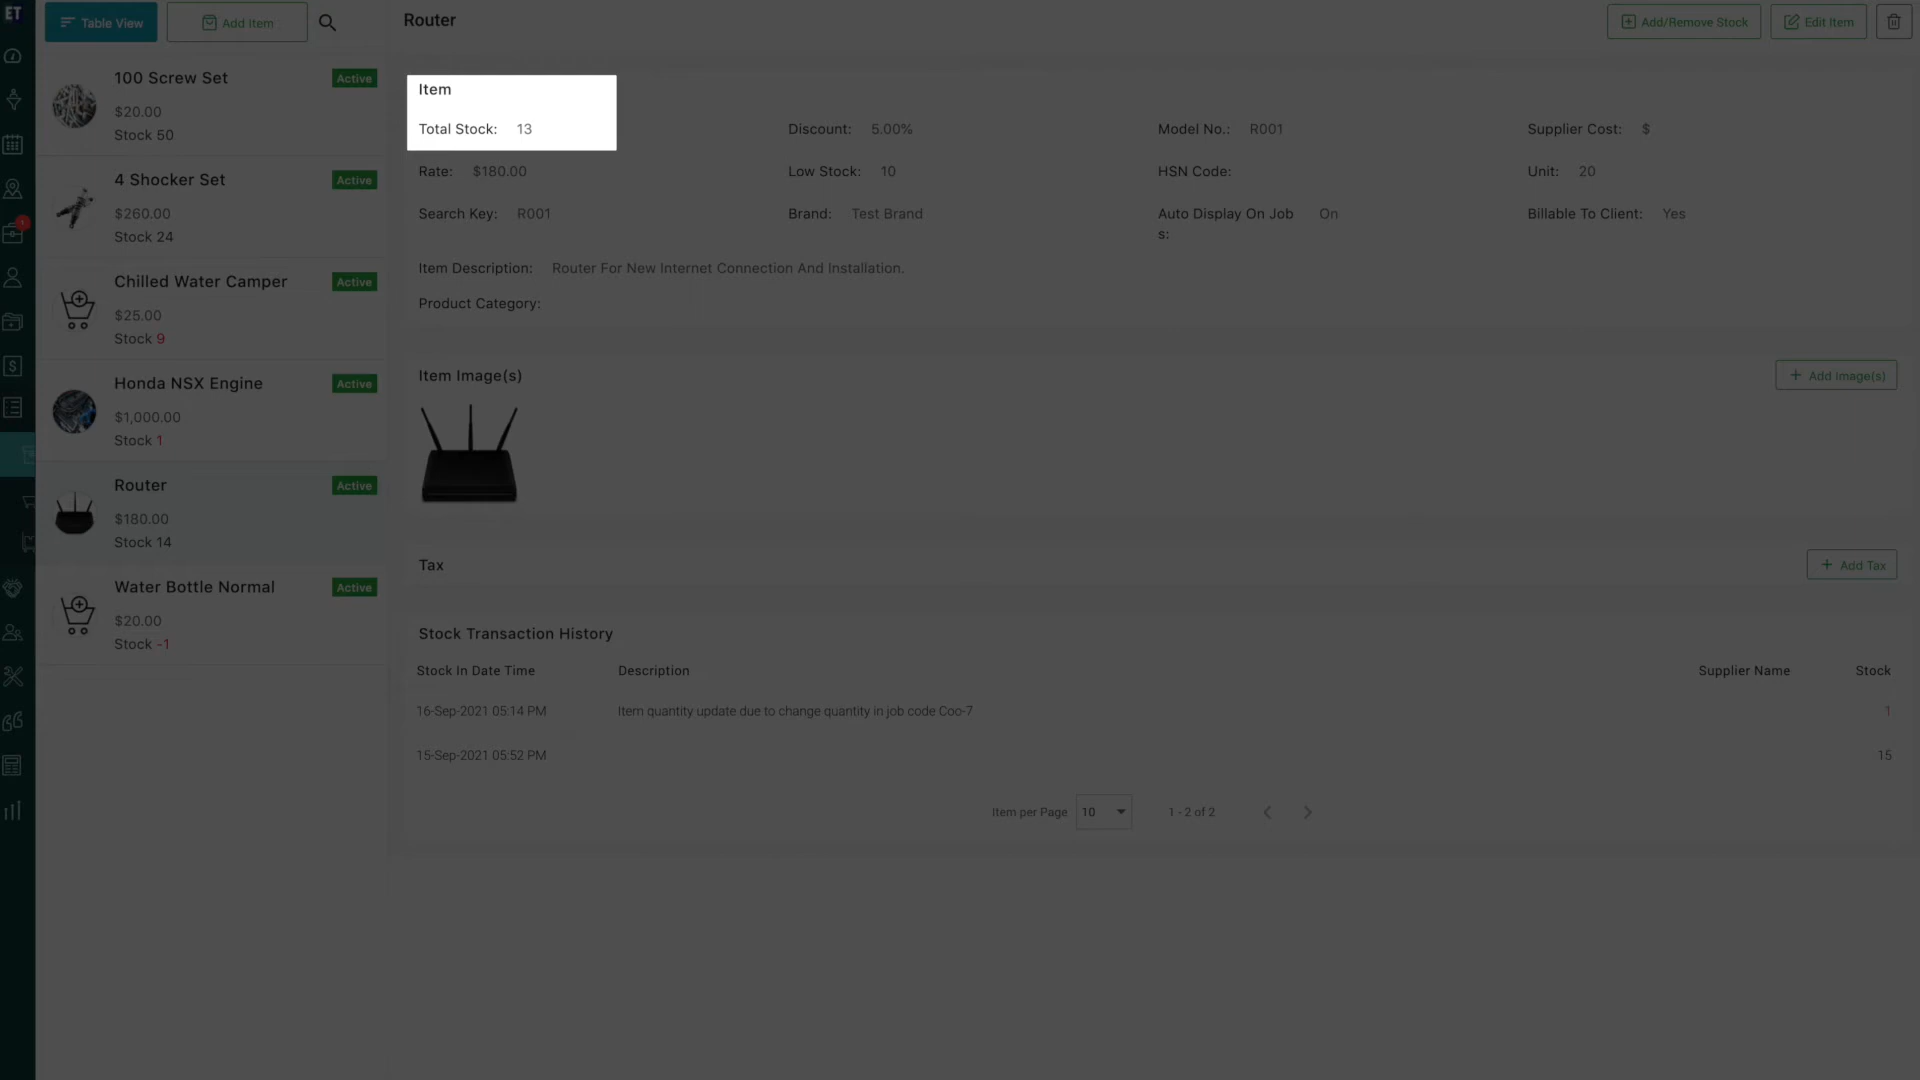 ET
Table View
Add Item
Router
Add/Remove Stock
Edit Item
100 Screw Set
Active
$20.00
Stock 50
4 Shocker Set
Active
$260.00
Stock 24
Chilled Water Camper
Active
$25.00
Stock 9
Honda NSX Engine
Active
$1,000.00
Stock 1
Router
Active
$180.00
Stock 14
Water Bottle Normal
Active
$20.00
Stock -1
Item
Total Stock: 13
Discount: 5.00%
Model No.: R001
Supplier Cost: $
Rate: $180.00
Low Stock: 10
HSN Code:
Unit: 20
Search Key: R001
Brand: Test Brand
Auto Display On Job
s:
On
Billable To Client: Yes
Item Description: Router For New Internet Connection And Installation.
Product Category:
Item Image(s)
+ Add Image(s)
Tax
+ Add Tax
Stock Transaction History
Stock In Date Time Description Supplier Name Stock
16-Sep-2021 05:14 PM Item quantity update due to change quantity in job code Coo-7 1
15-Sep-2021 05:52 PM 15
Item per Page 10 1 - 2 of 2